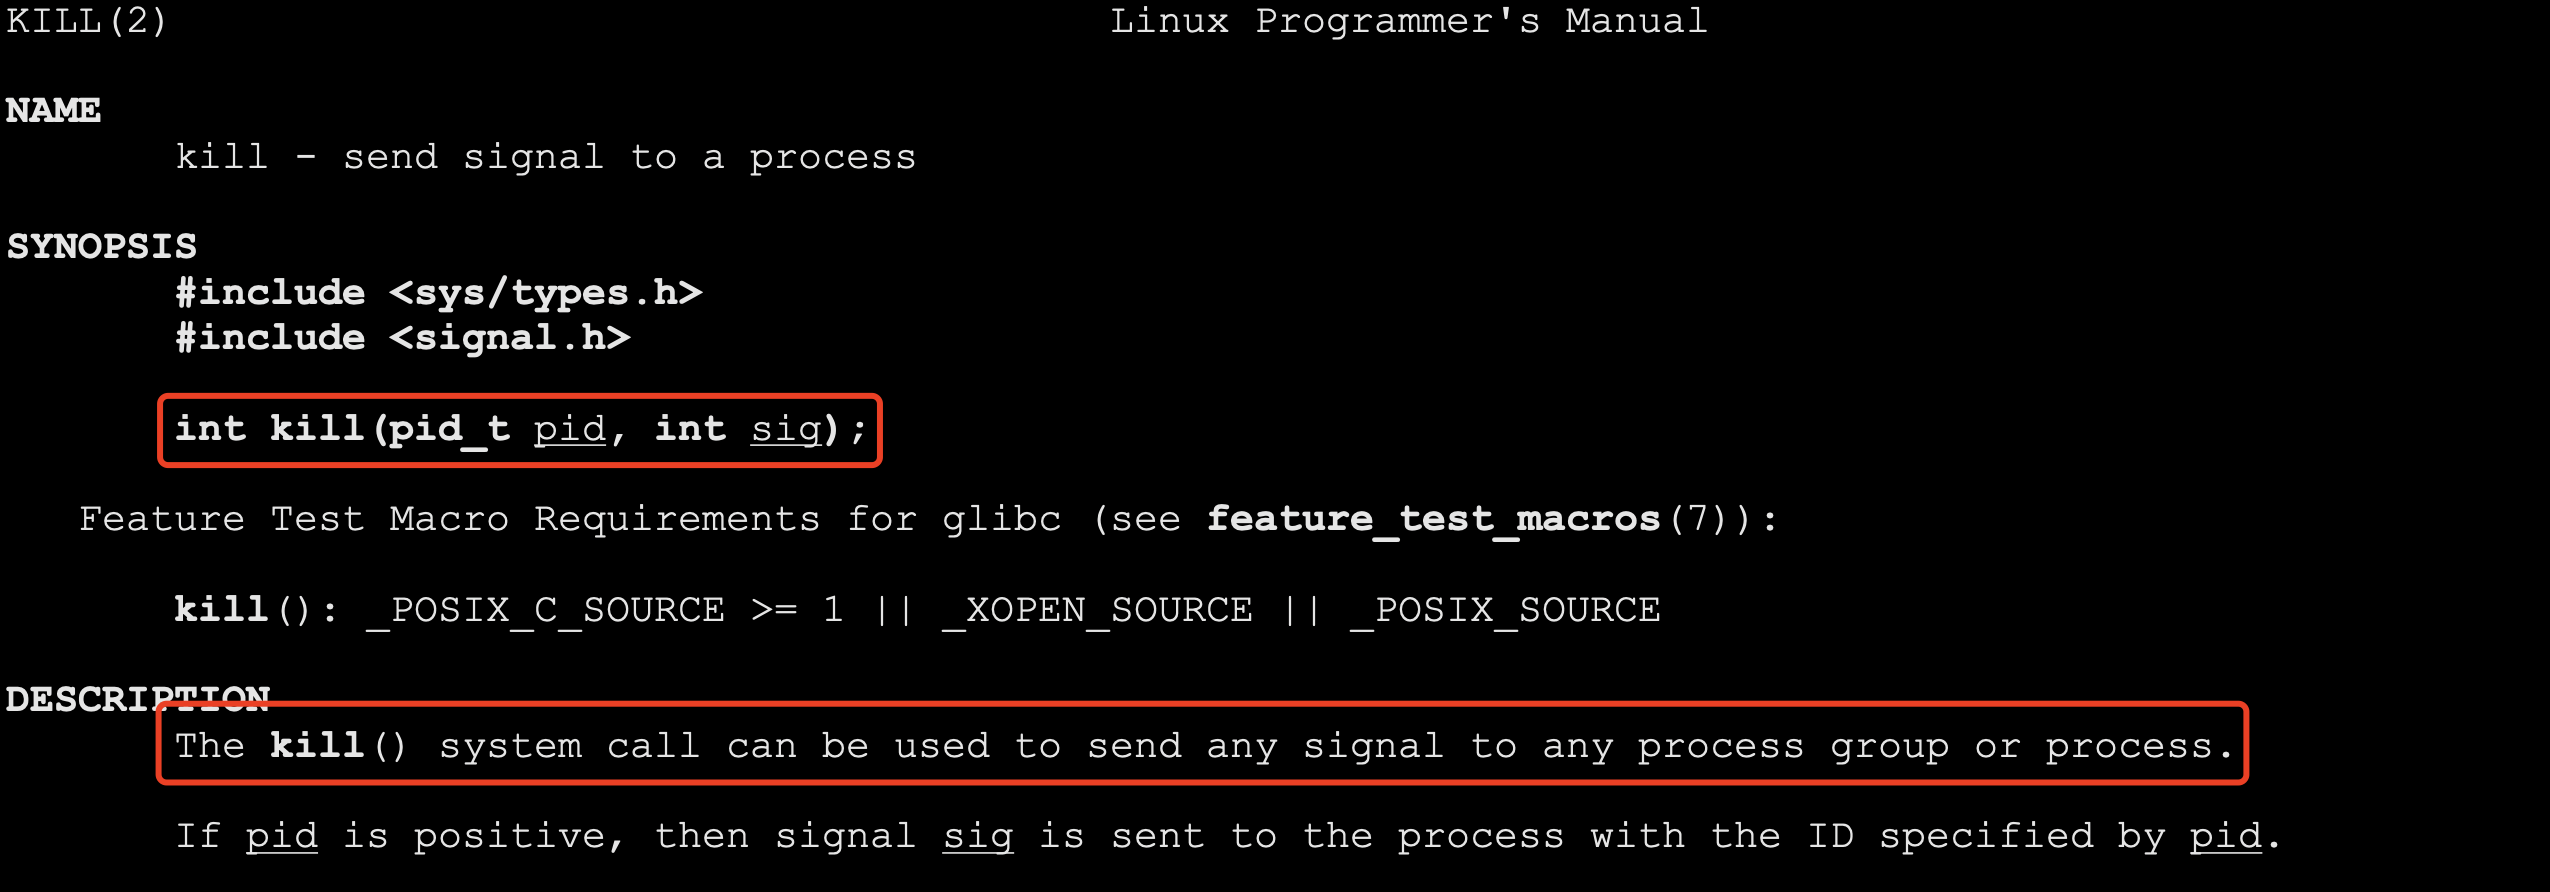 KILL(2) Linux Programmer's Manual
NAME
kill - send signal to a process
SYNOPSIS
#include <sys/types.h>
#include <signal.h>
int kill(pid_t pid, int sig);
Feature Test Macro Requirements for glibc (see feature_test_macros(7)):
kill(): _POSIX_C_SOURCE >= 1 || _XOPEN_SOURCE || _POSIX_SOURCE
DESCRIPTION
The kill() system call can be used to send any signal to any process group or process.
If pid is positive, then signal sig is sent to the process with the ID specified by pid.